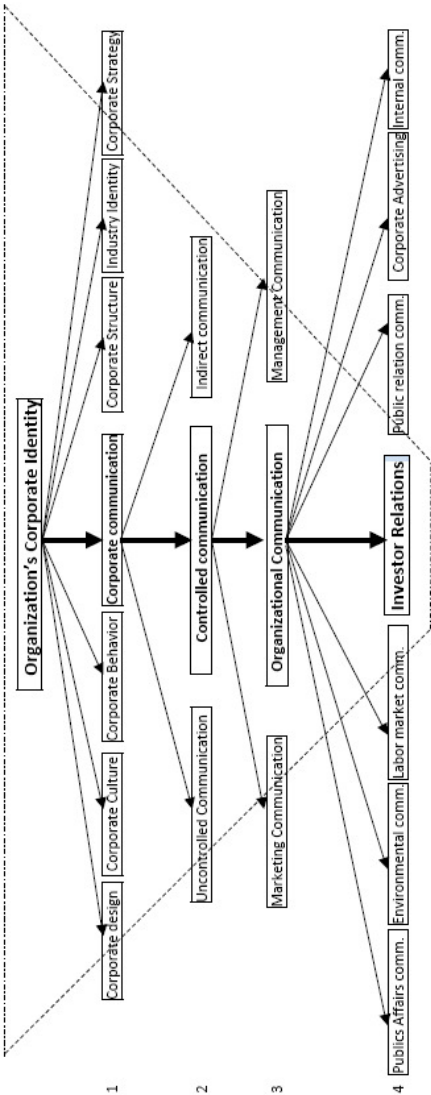 Organization's Corporate Identity
1
Corporate design
Corporate Culture
Corporate Behavior
Corporate communication
Corporate Structure
Industry Identity
Corporate Strategy
2
Uncontrolled Communication
Controlled communication
Indirect communication
3
Marketing Communication
Organizational Communication
Management Communication
4
Publics Affairs comm.
Environmental comm.
Labor market comm.
Investor Relations
Public relation comm.
Corporate Advertising
Internal comm.